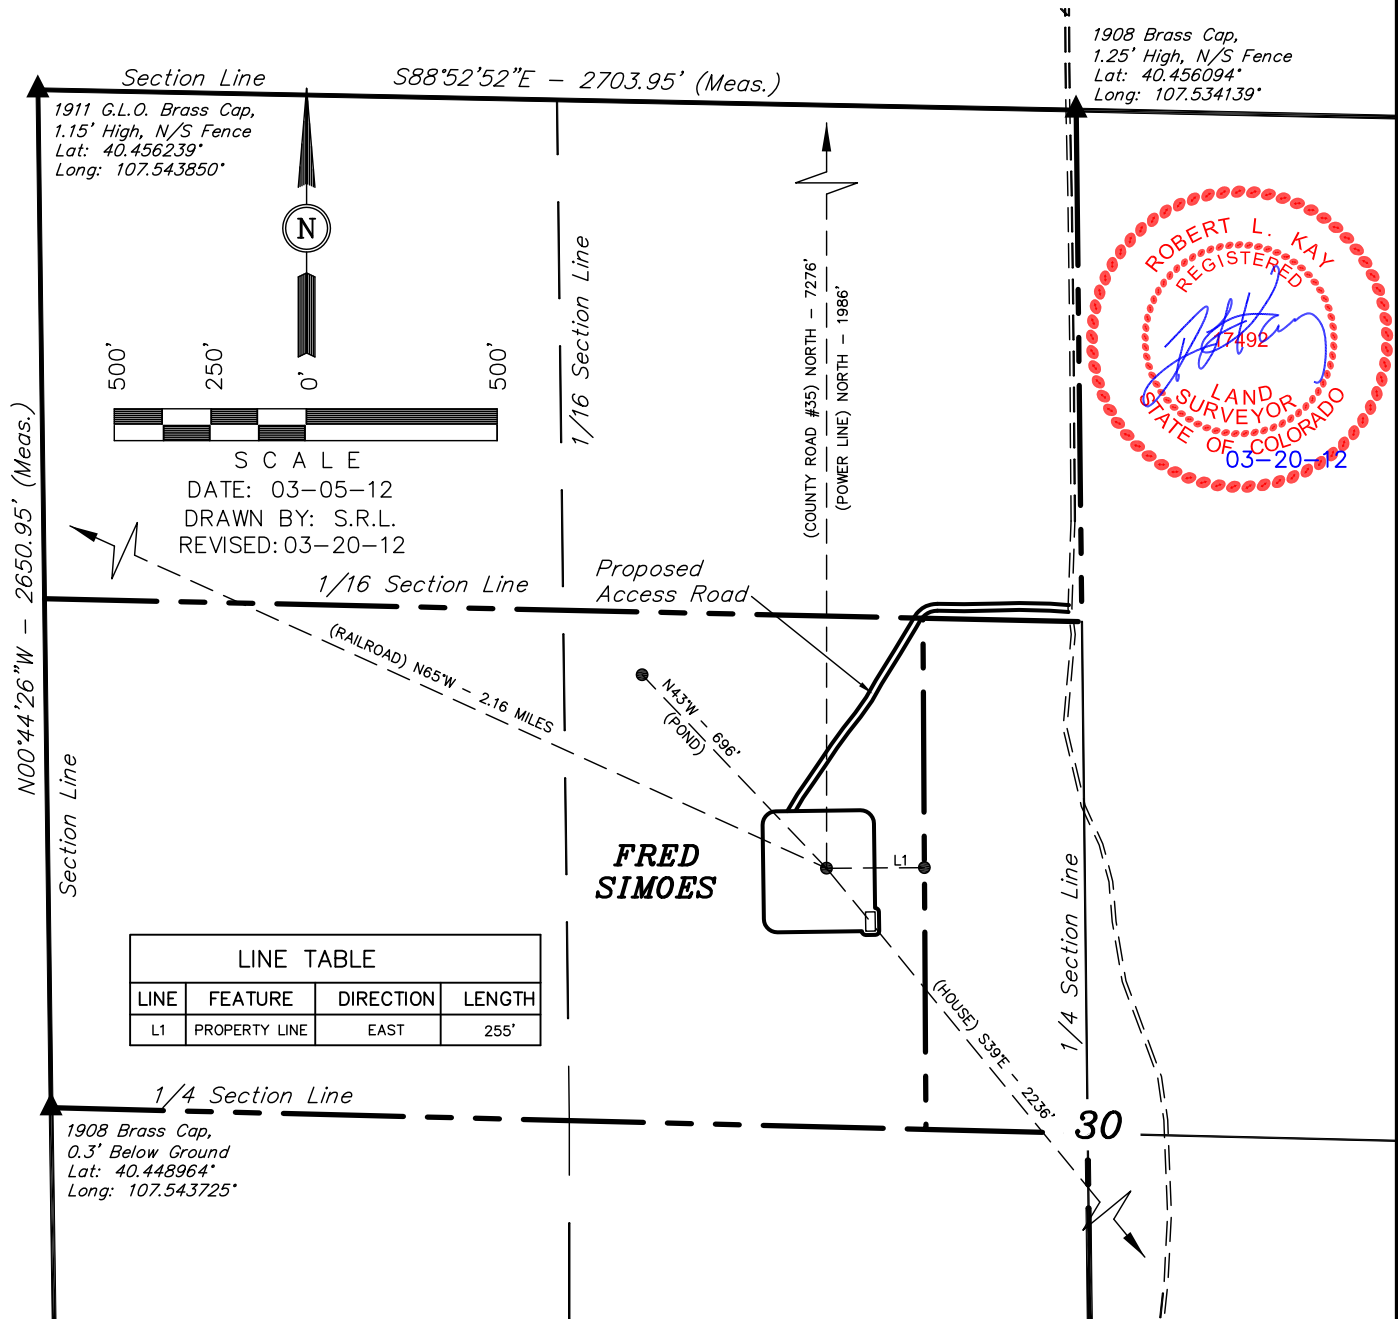 Section Line
S88°52'52"E - 2703.95' (Meas.)
1908 Brass Cap,
1.25' High, N/S Fence
Lat: 40.456094°
Long: 107.534139°
1911 G.L.O. Brass Cap,
1.15' High, N/S Fence
Lat: 40.456239°
Long: 107.543850°
N
ROBERT L. KAY
REGISTERED
17492
LAND
SURVEYOR
STATE OF COLORADO
03-20-12
1/16 Section Line
(COUNTY ROAD #35) NORTH - 7276'
(POWER LINE) NORTH - 1986'
500' 250' 0' 500'
SCALE
DATE: 03-05-12
DRAWN BY: S.R.L.
REVISED: 03-20-12
N00°44'26"W - 2650.95' (Meas.)
Section Line
1/16 Section Line
Proposed
Access Road
(RAILROAD) N65°W - 2.16 MILES
N43°W - 696'
(POND)
FRED
SIMOES
L1
1/4 Section Line
(HOUSE) S39°E - 2236'
LINE TABLE
LINE FEATURE DIRECTION LENGTH
L1 PROPERTY LINE EAST 255'
1/4 Section Line
30
1908 Brass Cap,
0.3' Below Ground
Lat: 40.448964°
Long: 107.543725°